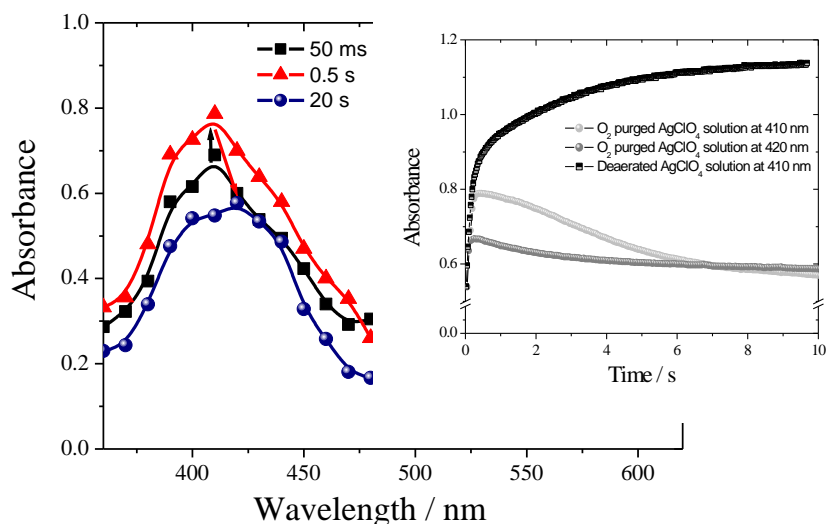 1.0
0.8
0.6
0.4
0.2
0.0
Absorbance
50 ms
0.5 s
20 s
400
450
500
550
600
Wavelength / nm
1.2
1.0
0.8
0.6
0.0
Absorbance
O2 purged AgClO4 solution at 410 nm
O2 purged AgClO4 solution at 420 nm
Deaerated AgClO4 solution at 410 nm
0
2
4
6
8
10
Time / s